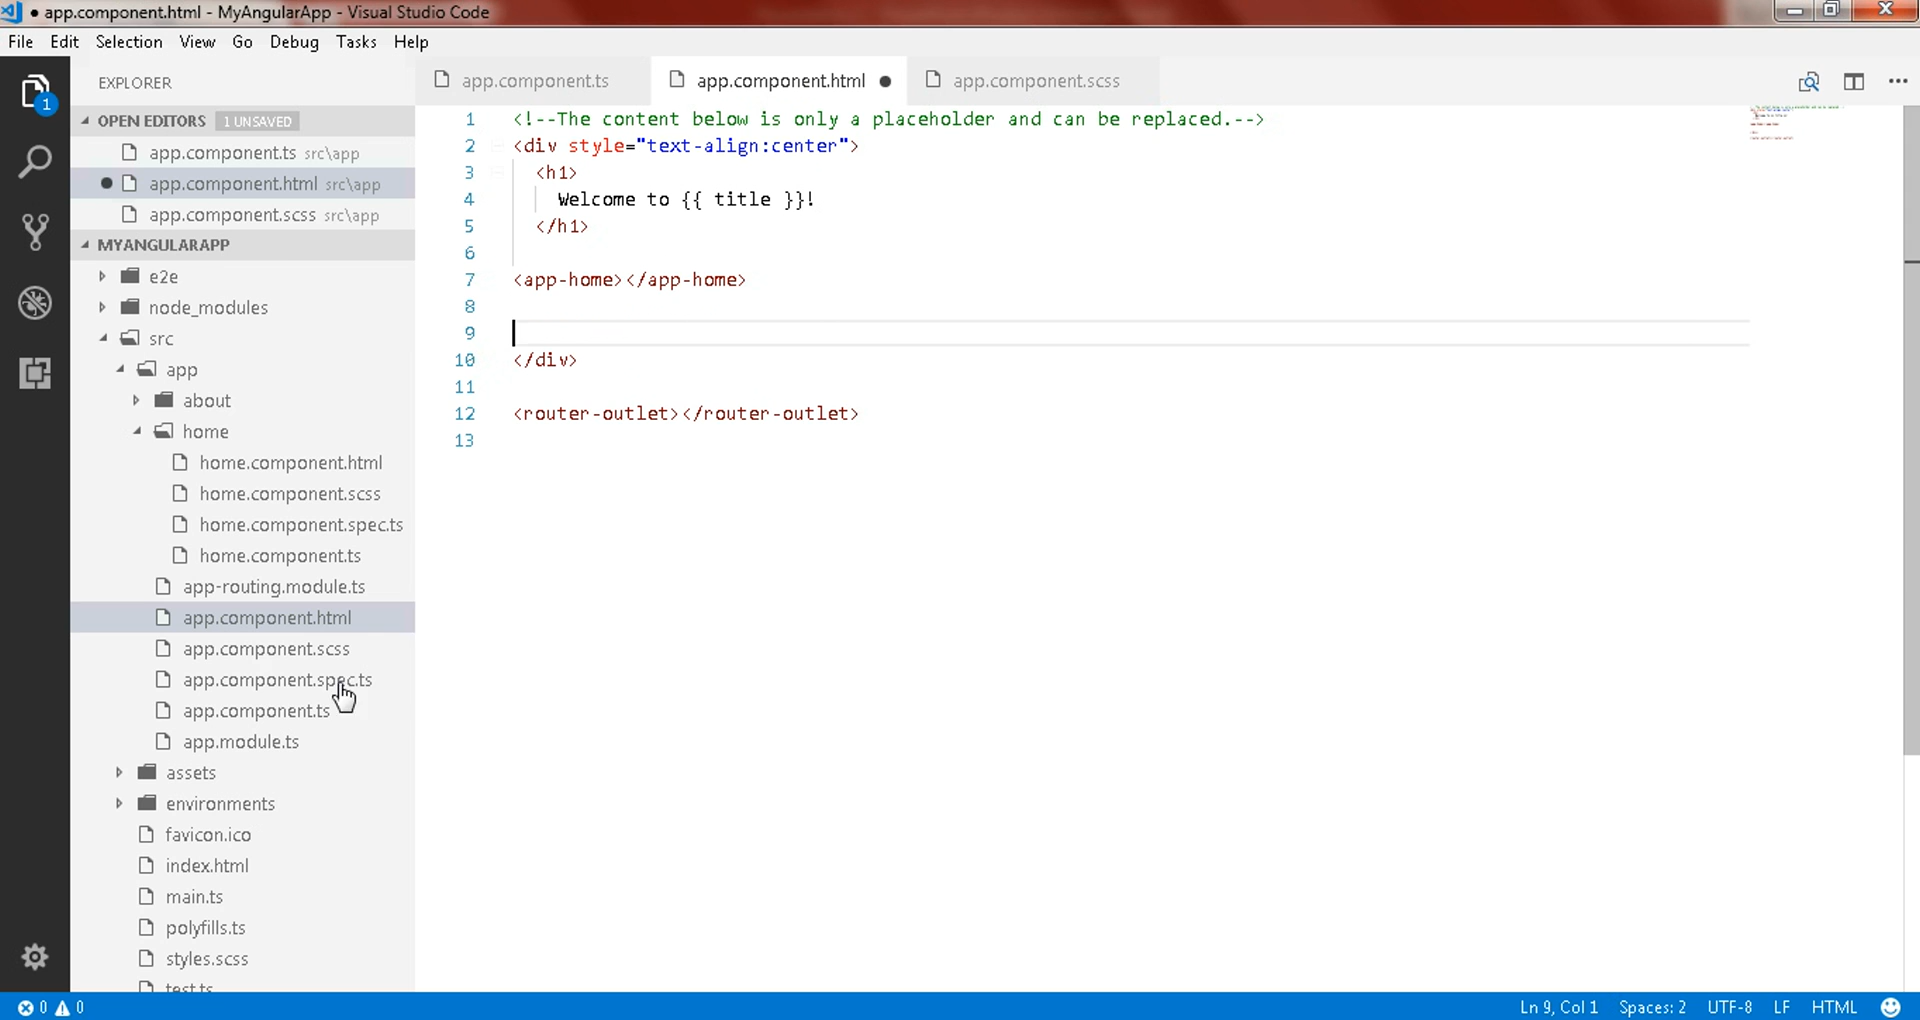 ● app.component.html - MyAngularApp - Visual Studio Code
File Edit Selection View Go Debug Tasks Help
EXPLORER
app.component.ts app.component.html ● app.component.scss
OPEN EDITORS 1 UNSAVED
app.component.ts src\app
● app.component.html src\app
app.component.scss src\app
MYANGULARAPP
e2e
node_modules
src
app
about
home
home.component.html
home.component.scss
home.component.spec.ts
home.component.ts
app-routing.module.ts
app.component.html
app.component.scss
app.component.spec.ts
app.component.ts
app.module.ts
assets
environments
favicon.ico
index.html
main.ts
polyfills.ts
styles.scss
test.ts
1
1 <!--The content below is only a placeholder and can be replaced.-->
2 <div style="text-align:center">
3 <h1>
4 Welcome to {{ title }}!
5 </h1>
6
7 <app-home></app-home>
8
9
10 </div>
11
12 <router-outlet></router-outlet>
13
0 0
Ln 9, Col 1 Spaces: 2 UTF-8 LF HTML